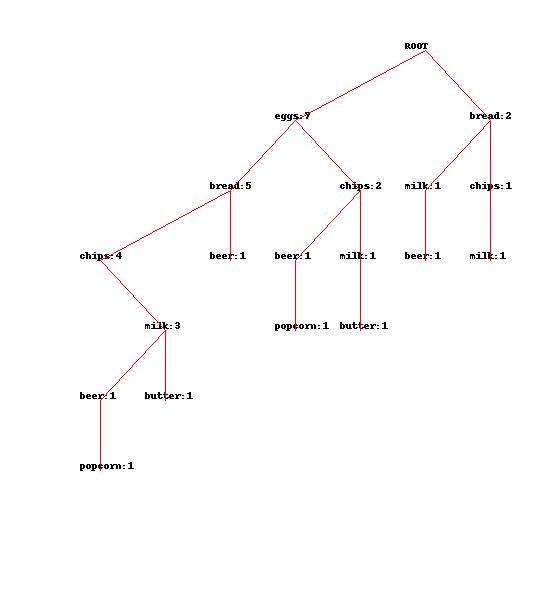 ROOT
eggs:7 bread:2
bread:5 chips:2 milk:1 chips:1
chips:4 beer:1 beer:1 milk:1 beer:1 milk:1
milk:3 popcorn:1 butter:1
beer:1 butter:1
popcorn:1